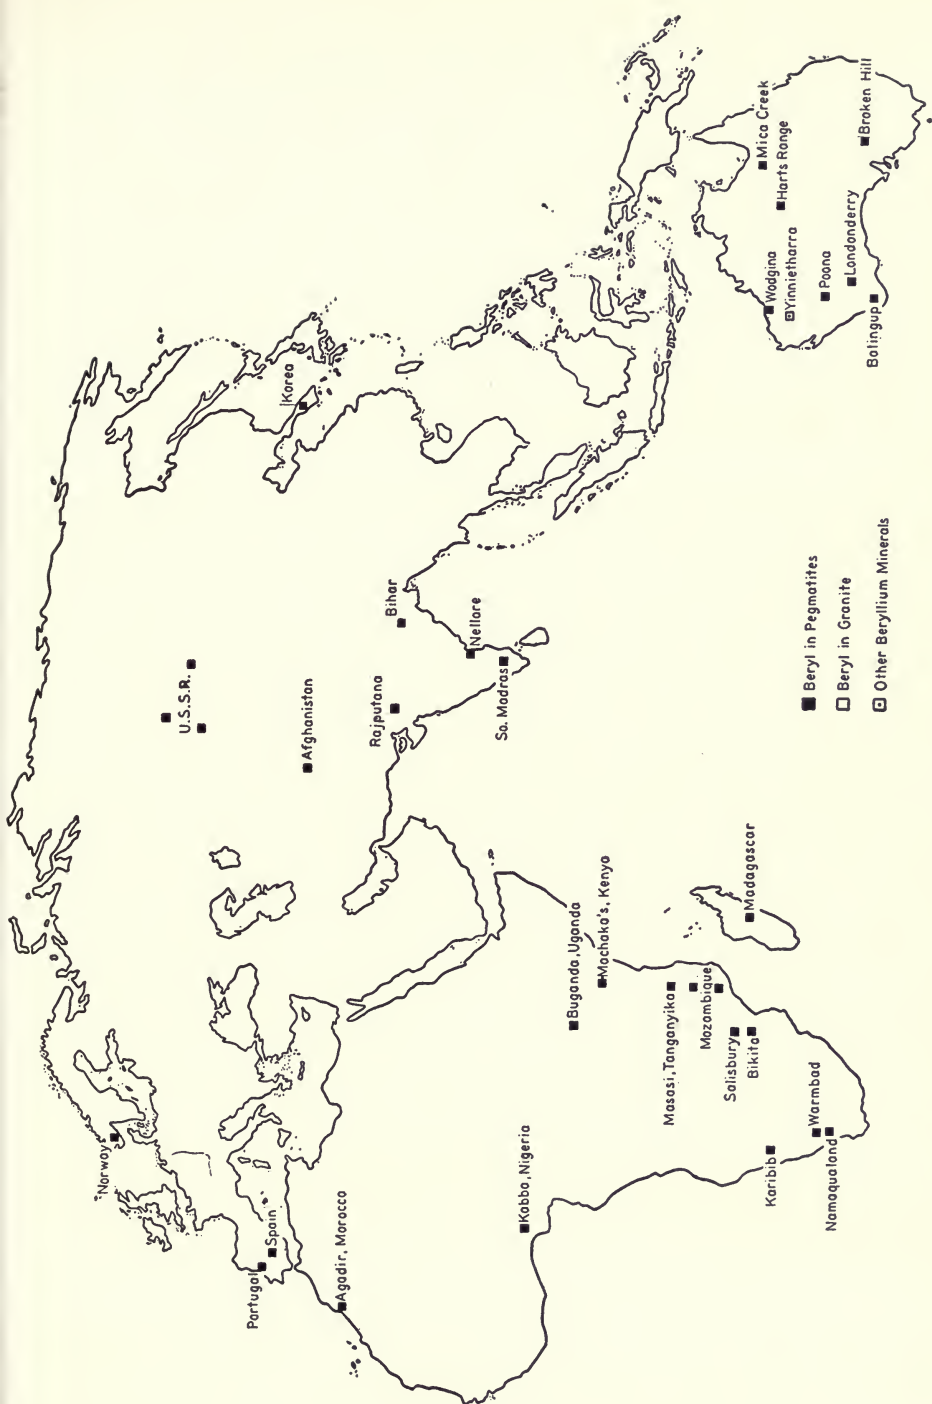 Norway
Portugal
Spain
Agadir, Morocco
Kabba, Nigeria
Buganda, Uganda
Machaka's, Kenya
Masasi, Tanganyika
Mozambique
Salisbury
Bikita
Karibib
Warmbad
Namaqualand
Madagascar
U.S.S.R.
Afghanistan
Rajputana
Bihar
Nellore
So. Madras
Korea
Wodgina
Yinnietharra
Poona
Londonderry
Balingup
Mica Creek
Harts Range
Broken Hill
Beryl in Pegmatites
Beryl in Granite
Other Beryllium Minerals